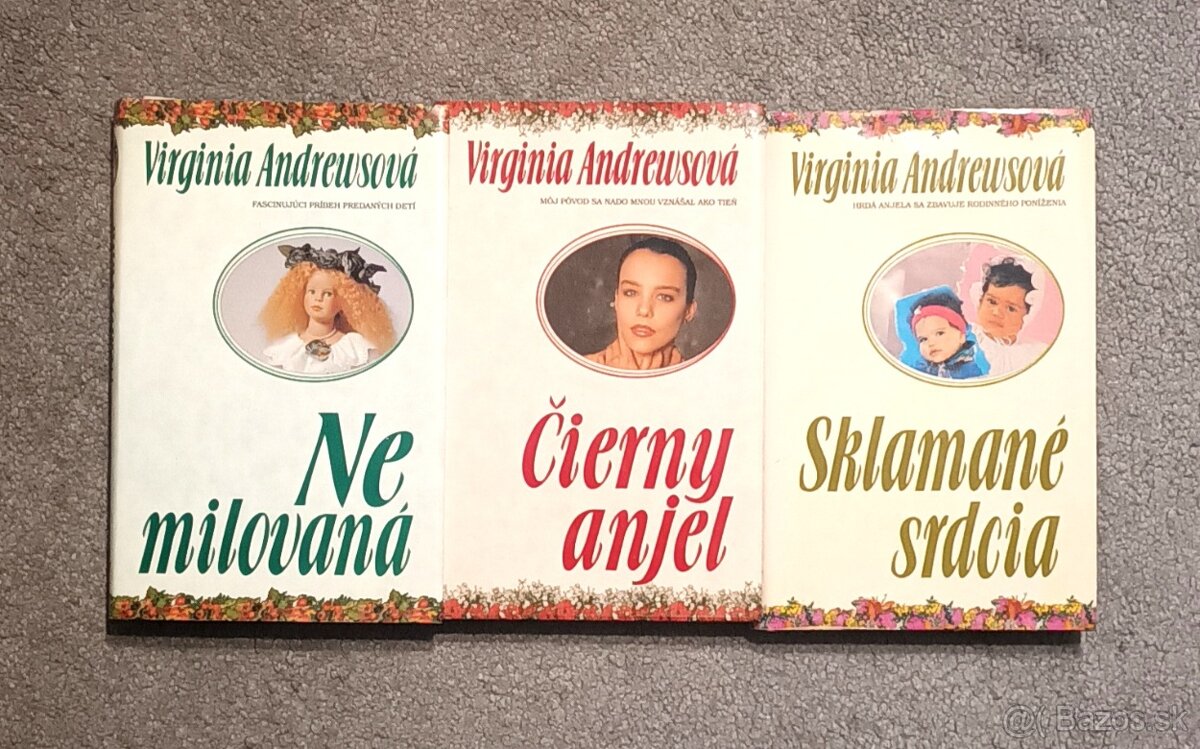 Virginia Andrewsová
FASCINUJÚCI PRÍBEH PREDANÝCH DETÍ
Ne
milovaná
Virginia Andrewsová
MÔJ PÔVOD SA NADO MNOU VZNÁŠAL AKO TIEŇ
Čierny
anjel
Virginia Andrewsová
HRDÁ ANJELA SA ZBAVUJE RODINNÉHO PONÍŽENIA
Sklamané
srdcia
@( Bazos.sk